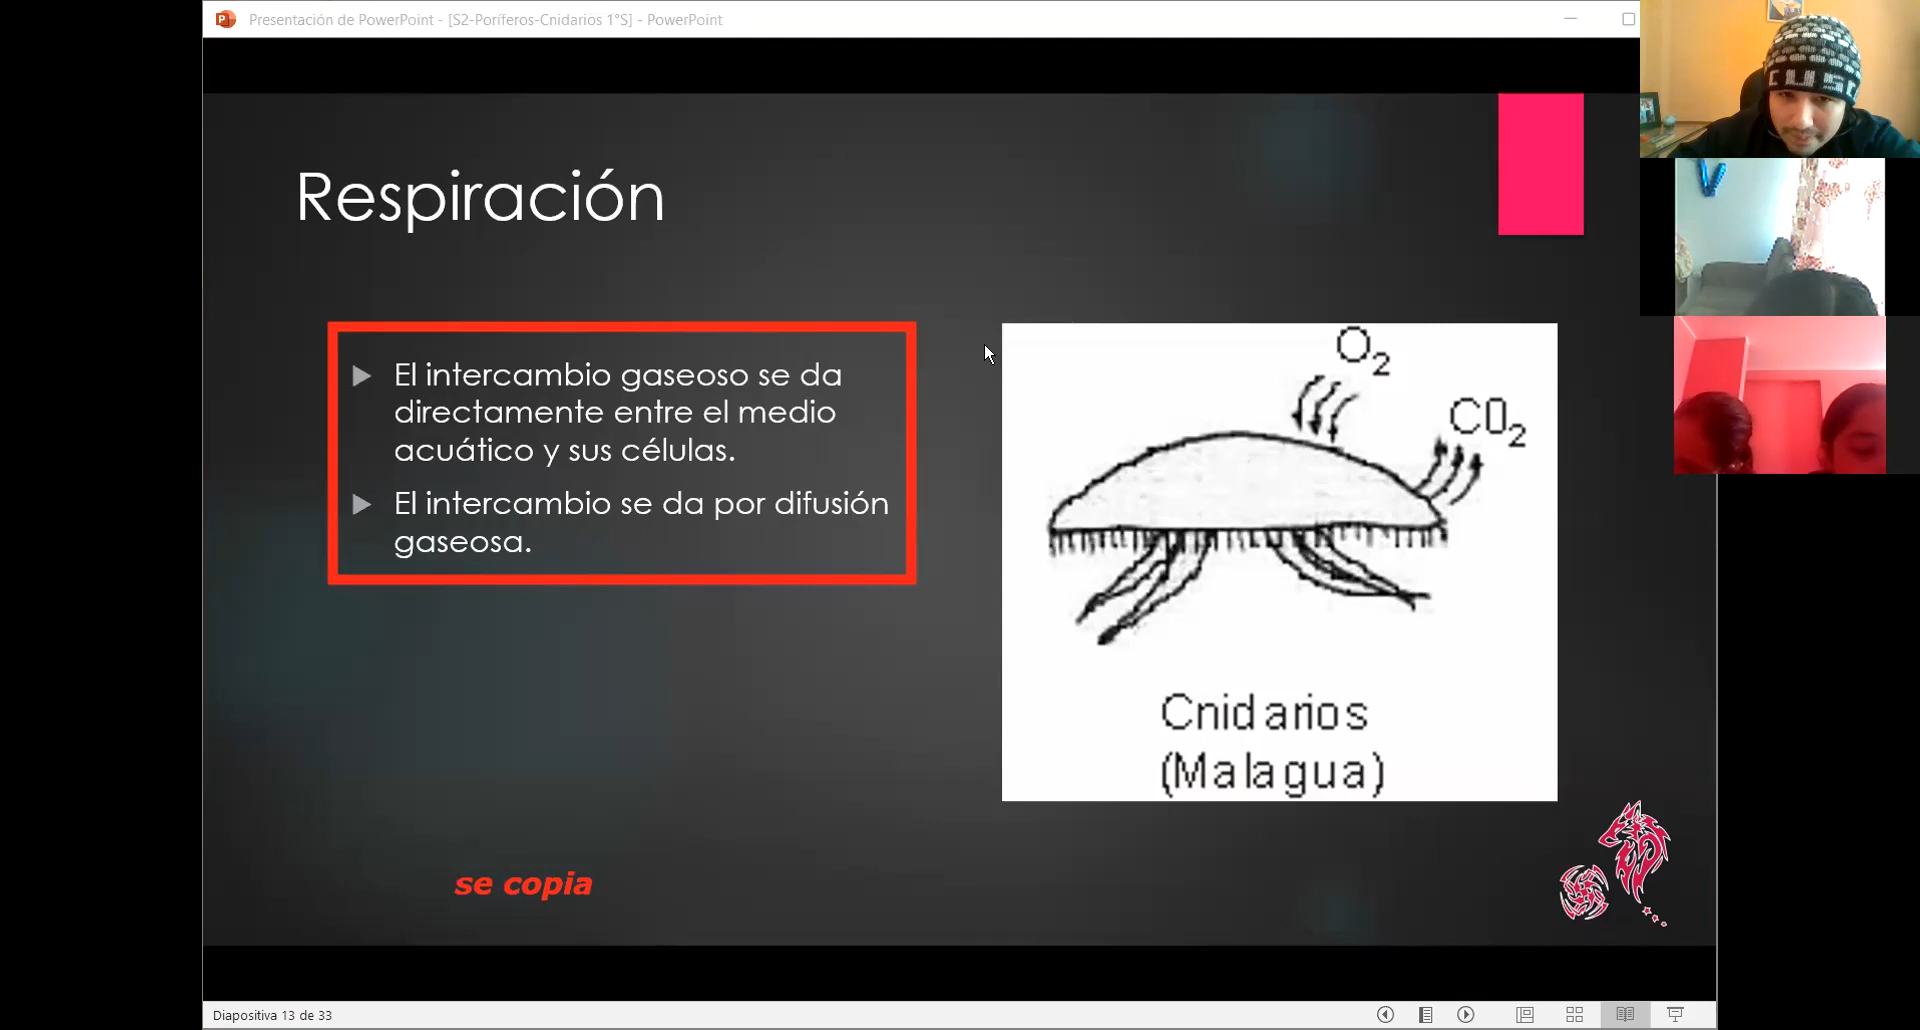 Presentación de PowerPoint - [S2-Poríferos-Cnidarios 1°S] - PowerPoint
Respiración
El intercambio gaseoso se da
directamente entre el medio
acuático y sus células.
El intercambio se da por difusión
gaseosa.
O2
C02
Cnidarios
(Malagua)
se copia
Diapositiva 13 de 33